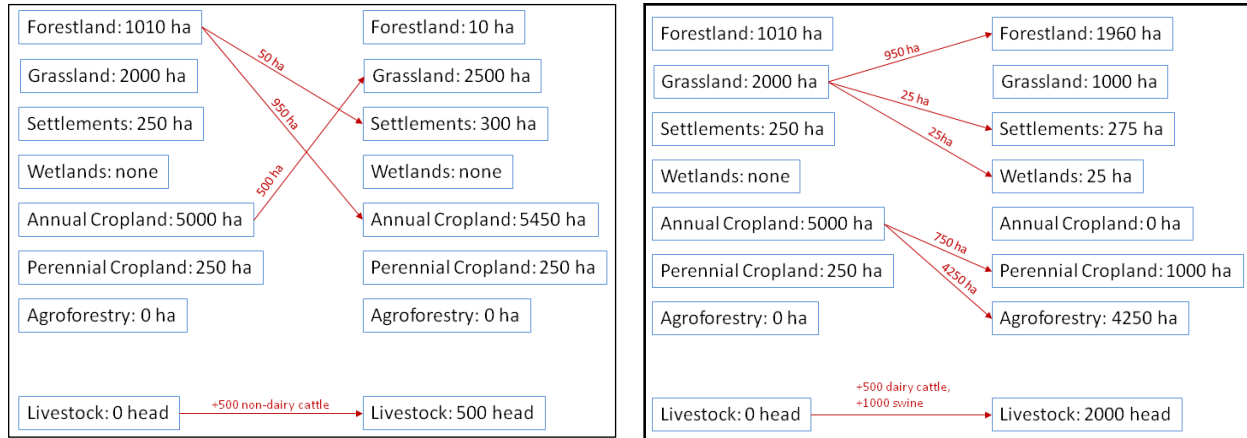 Forestland: 1010 ha
Forestland: 10 ha
50 ha
Grassland: 2000 ha
Grassland: 2500 ha
950 ha
Settlements: 250 ha
Settlements: 300 ha
Wetlands: none
Wetlands: none
500 ha
Annual Cropland: 5000 ha
Annual Cropland: 5450 ha
Perennial Cropland: 250 ha
Perennial Cropland: 250 ha
Agroforestry: 0 ha
Agroforestry: 0 ha
+500 non-dairy cattle
Livestock: 0 head
Livestock: 500 head
Forestland: 1010 ha
Forestland: 1960 ha
950 ha
Grassland: 2000 ha
Grassland: 1000 ha
25 ha
Settlements: 250 ha
Settlements: 275 ha
25ha
Wetlands: none
Wetlands: 25 ha
Annual Cropland: 5000 ha
Annual Cropland: 0 ha
750 ha
Perennial Cropland: 250 ha
Perennial Cropland: 1000 ha
4250 ha
Agroforestry: 0 ha
Agroforestry: 4250 ha
+500 dairy cattle,
+1000 swine
Livestock: 0 head
Livestock: 2000 head